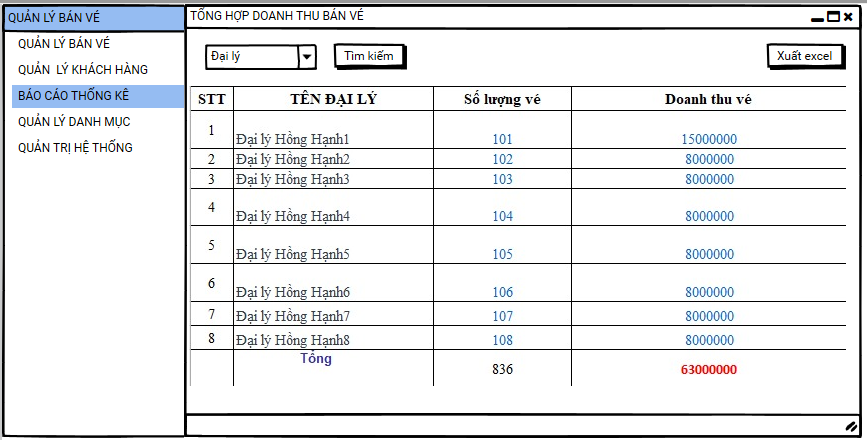 QUẢN LÝ BÁN VÉ
QUẢN LÝ BÁN VÉ
QUẢN LÝ KHÁCH HÀNG
BÁO CÁO THỐNG KÊ
QUẢN LÝ DANH MỤC
QUẢN TRỊ HỆ THỐNG
TỔNG HỢP DOANH THU BÁN VÉ
Đại lý Tìm kiếm Xuất excel
STT TÊN ĐẠI LÝ Số lượng vé Doanh thu vé
1 Đại lý Hồng Hạnh1 101 15000000
2 Đại lý Hồng Hạnh2 102 8000000
3 Đại lý Hồng Hạnh3 103 8000000
4 Đại lý Hồng Hạnh4 104 8000000
5 Đại lý Hồng Hạnh5 105 8000000
6 Đại lý Hồng Hạnh6 106 8000000
7 Đại lý Hồng Hạnh7 107 8000000
8 Đại lý Hồng Hạnh8 108 8000000
Tổng 836 63000000